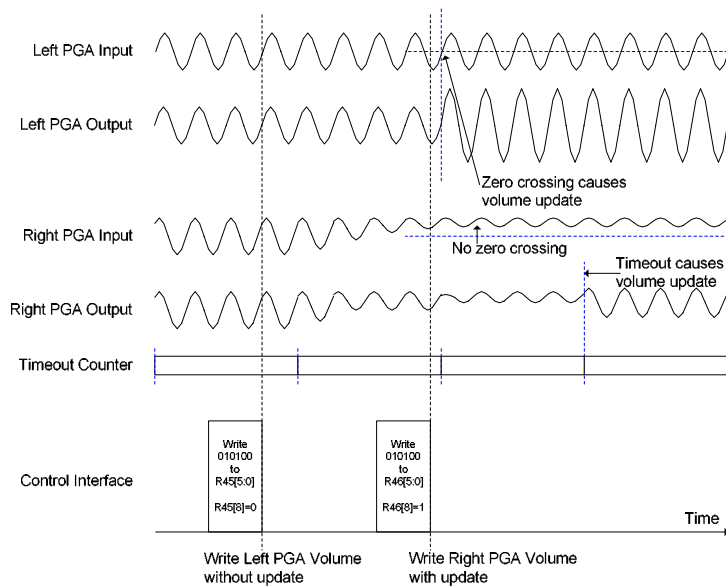 Left PGA Input
Left PGA Output
Zero crossing causes
volume update
Right PGA Input
No zero crossing
Timeout causes
volume update
Right PGA Output
Timeout Counter
Control Interface
Write
010100
to
R45[5:0]
R45[8]=0
Write
010100
to
R46[5:0]
R46[8]=1
Time
Write Left PGA Volume
without update
Write Right PGA Volume
with update